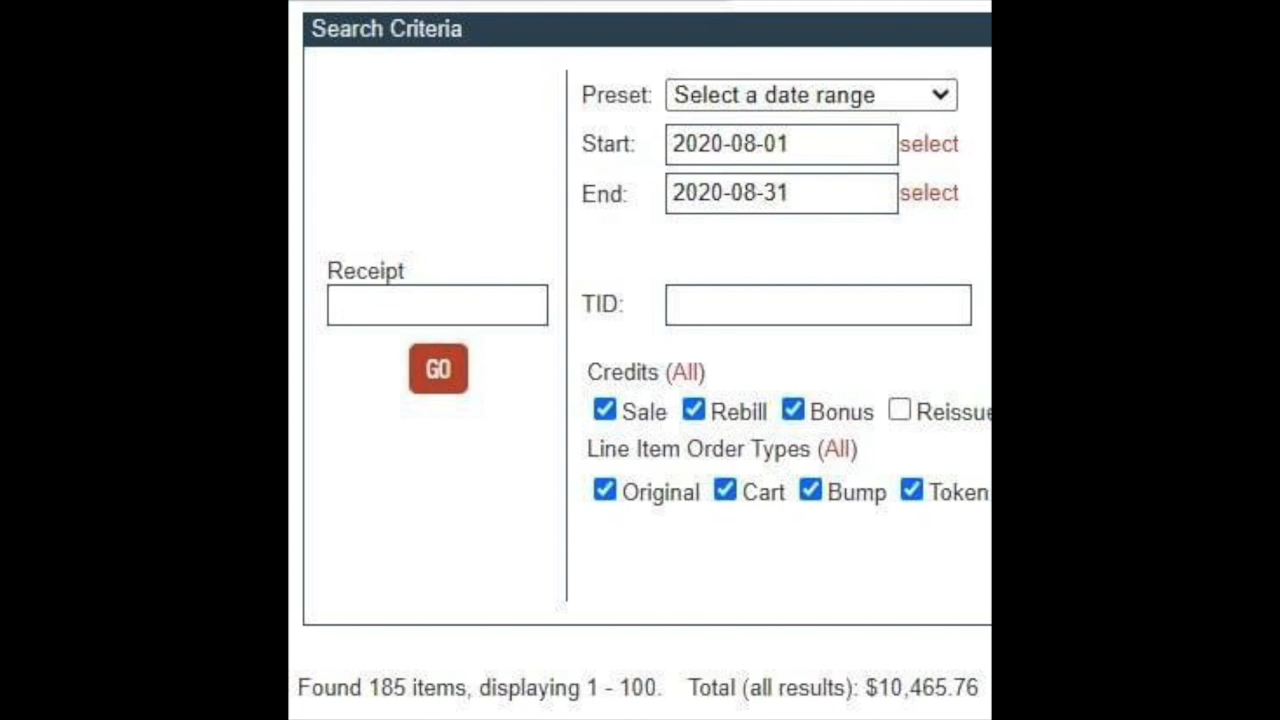 Search Criteria
Preset: Select a date range
Start: 2020-08-01 select
End: 2020-08-31 select
Receipt
TID:
GO
Credits (All)
Sale Rebill Bonus Reissue
Line Item Order Types (All)
Original Cart Bump Token
Found 185 items, displaying 1 - 100. Total (all results): $10,465.76